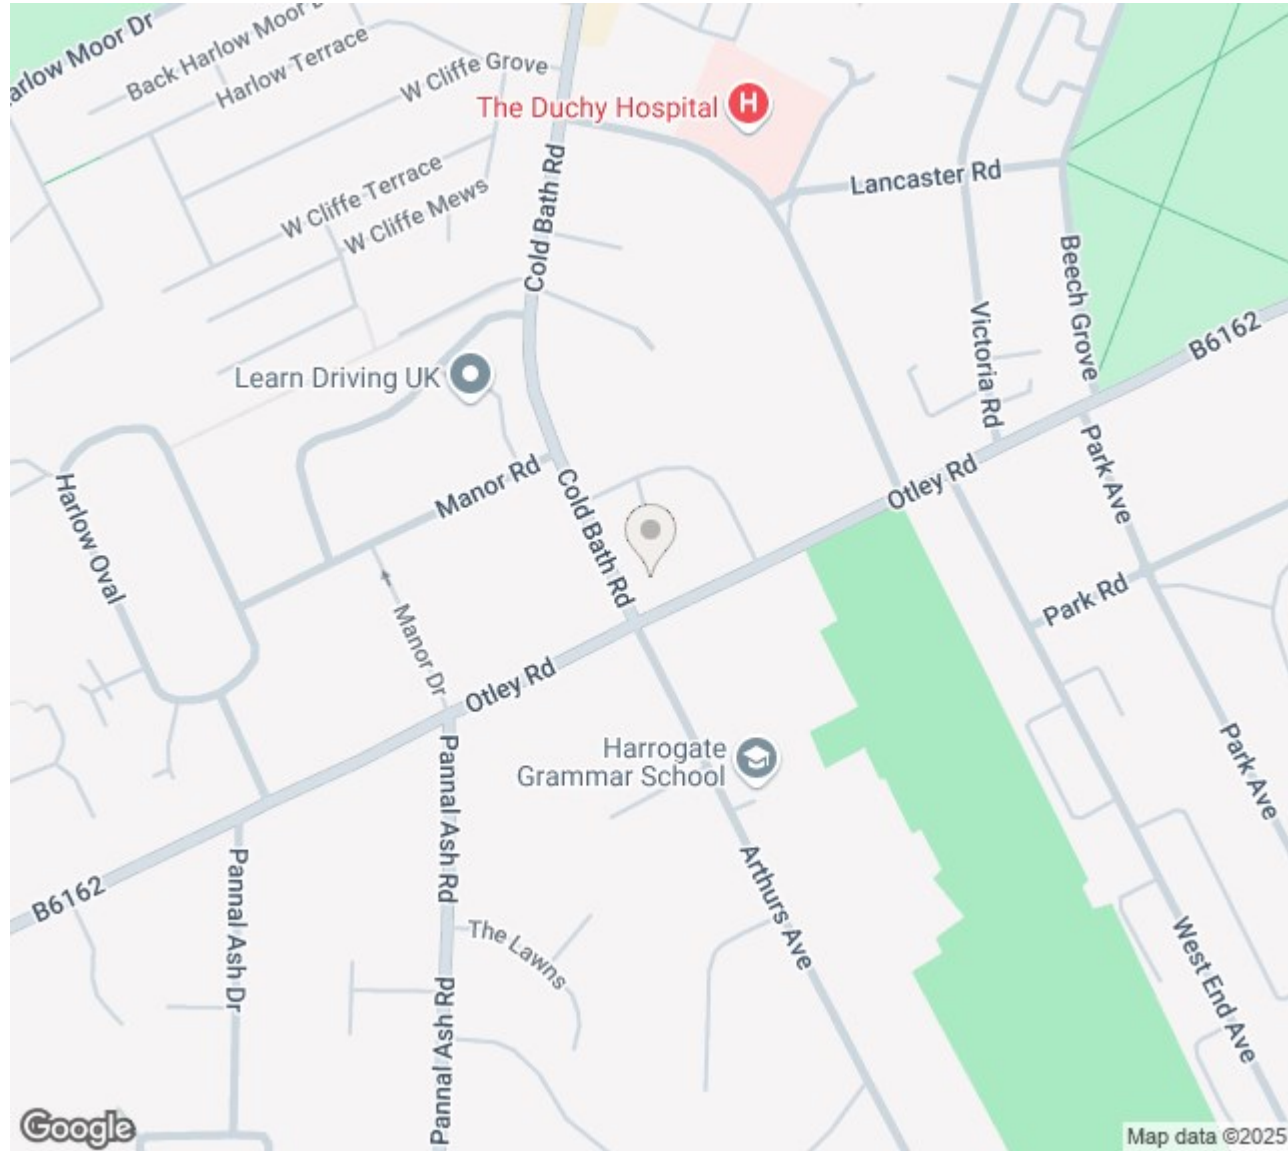 arlow Moor Dr
Back Harlow Moor
Harlow Terrace
W Cliffe Grove
The Duchy Hospital
H
Cold Bath Rd
Lancaster Rd
W Cliffe Terrace
W Cliffe Mews
Beech Grove
Victoria Rd
B6162
Learn Driving UK
Manor Rd
Cold Bath Rd
Otley Rd
Park Ave
Harlow Oval
Park Rd
Manor Dr
Otley Rd
Harrogate
Grammar School
Park Ave
Pannal Ash Rd
Pannal Ash Dr
B6162
Arthurs Ave
The Lawns
West End Ave
Pannal Ash Rd
Google
Map data ©2025